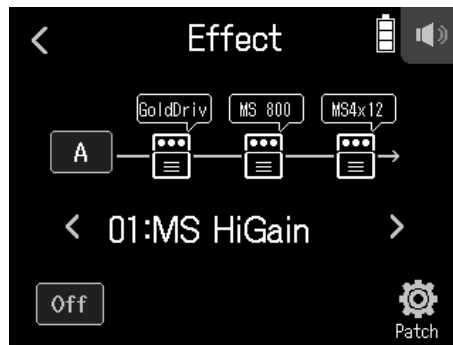 Effect
GoldDriv MS 800 MS4x12
A
01:MS HiGain
Off
Patch